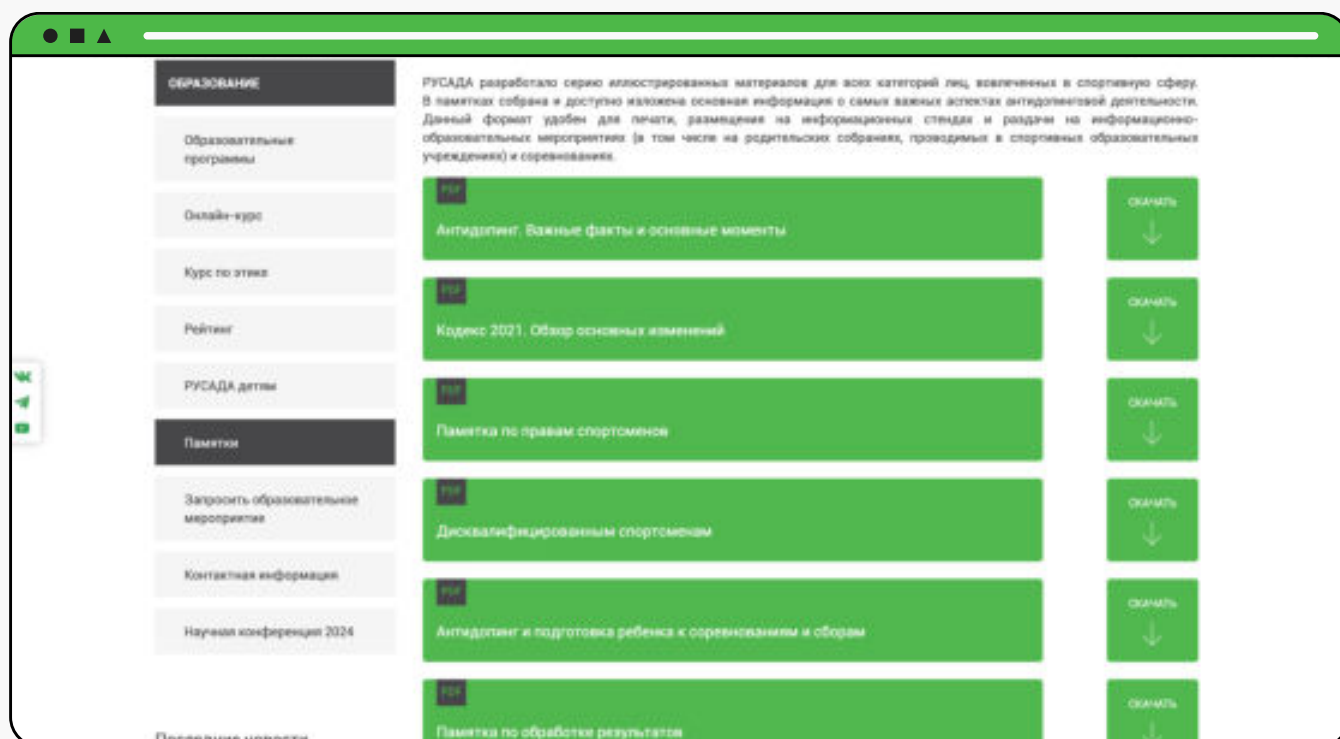 ОБРАЗОВАНИЕ
Образовательные
программы
Онлайн-курс
Курс по этике
Рейтинг
РУСАДА детям
Памятки
Запросить образовательное
мероприятие
Контактная информация
Научная конференция 2024
Последние новости
РУСАДА разработало серию иллюстрированных материалов для всех категорий лиц, вовлеченных в спортивную сферу.
В памятках собрана и доступно изложена основная информация о самых важных аспектах антидопинговой деятельности.
Данный формат удобен для печати, размещения на информационных стендах и раздачи на информационно-
образовательных мероприятиях (в том числе на родительских собраниях, проводимых в спортивных образовательных
учреждениях) и соревнованиях.
PDF
Антидопинг. Важные факты и основные моменты
СКАЧАТЬ
PDF
Кодекс 2021. Обзор основных изменений
СКАЧАТЬ
PDF
Памятка по правам спортсменов
СКАЧАТЬ
PDF
Дисквалифицированным спортсменам
СКАЧАТЬ
PDF
Антидопинг и подготовка ребенка к соревнованиям и сборам
СКАЧАТЬ
PDF
Памятка по обработке результатов
СКАЧАТЬ